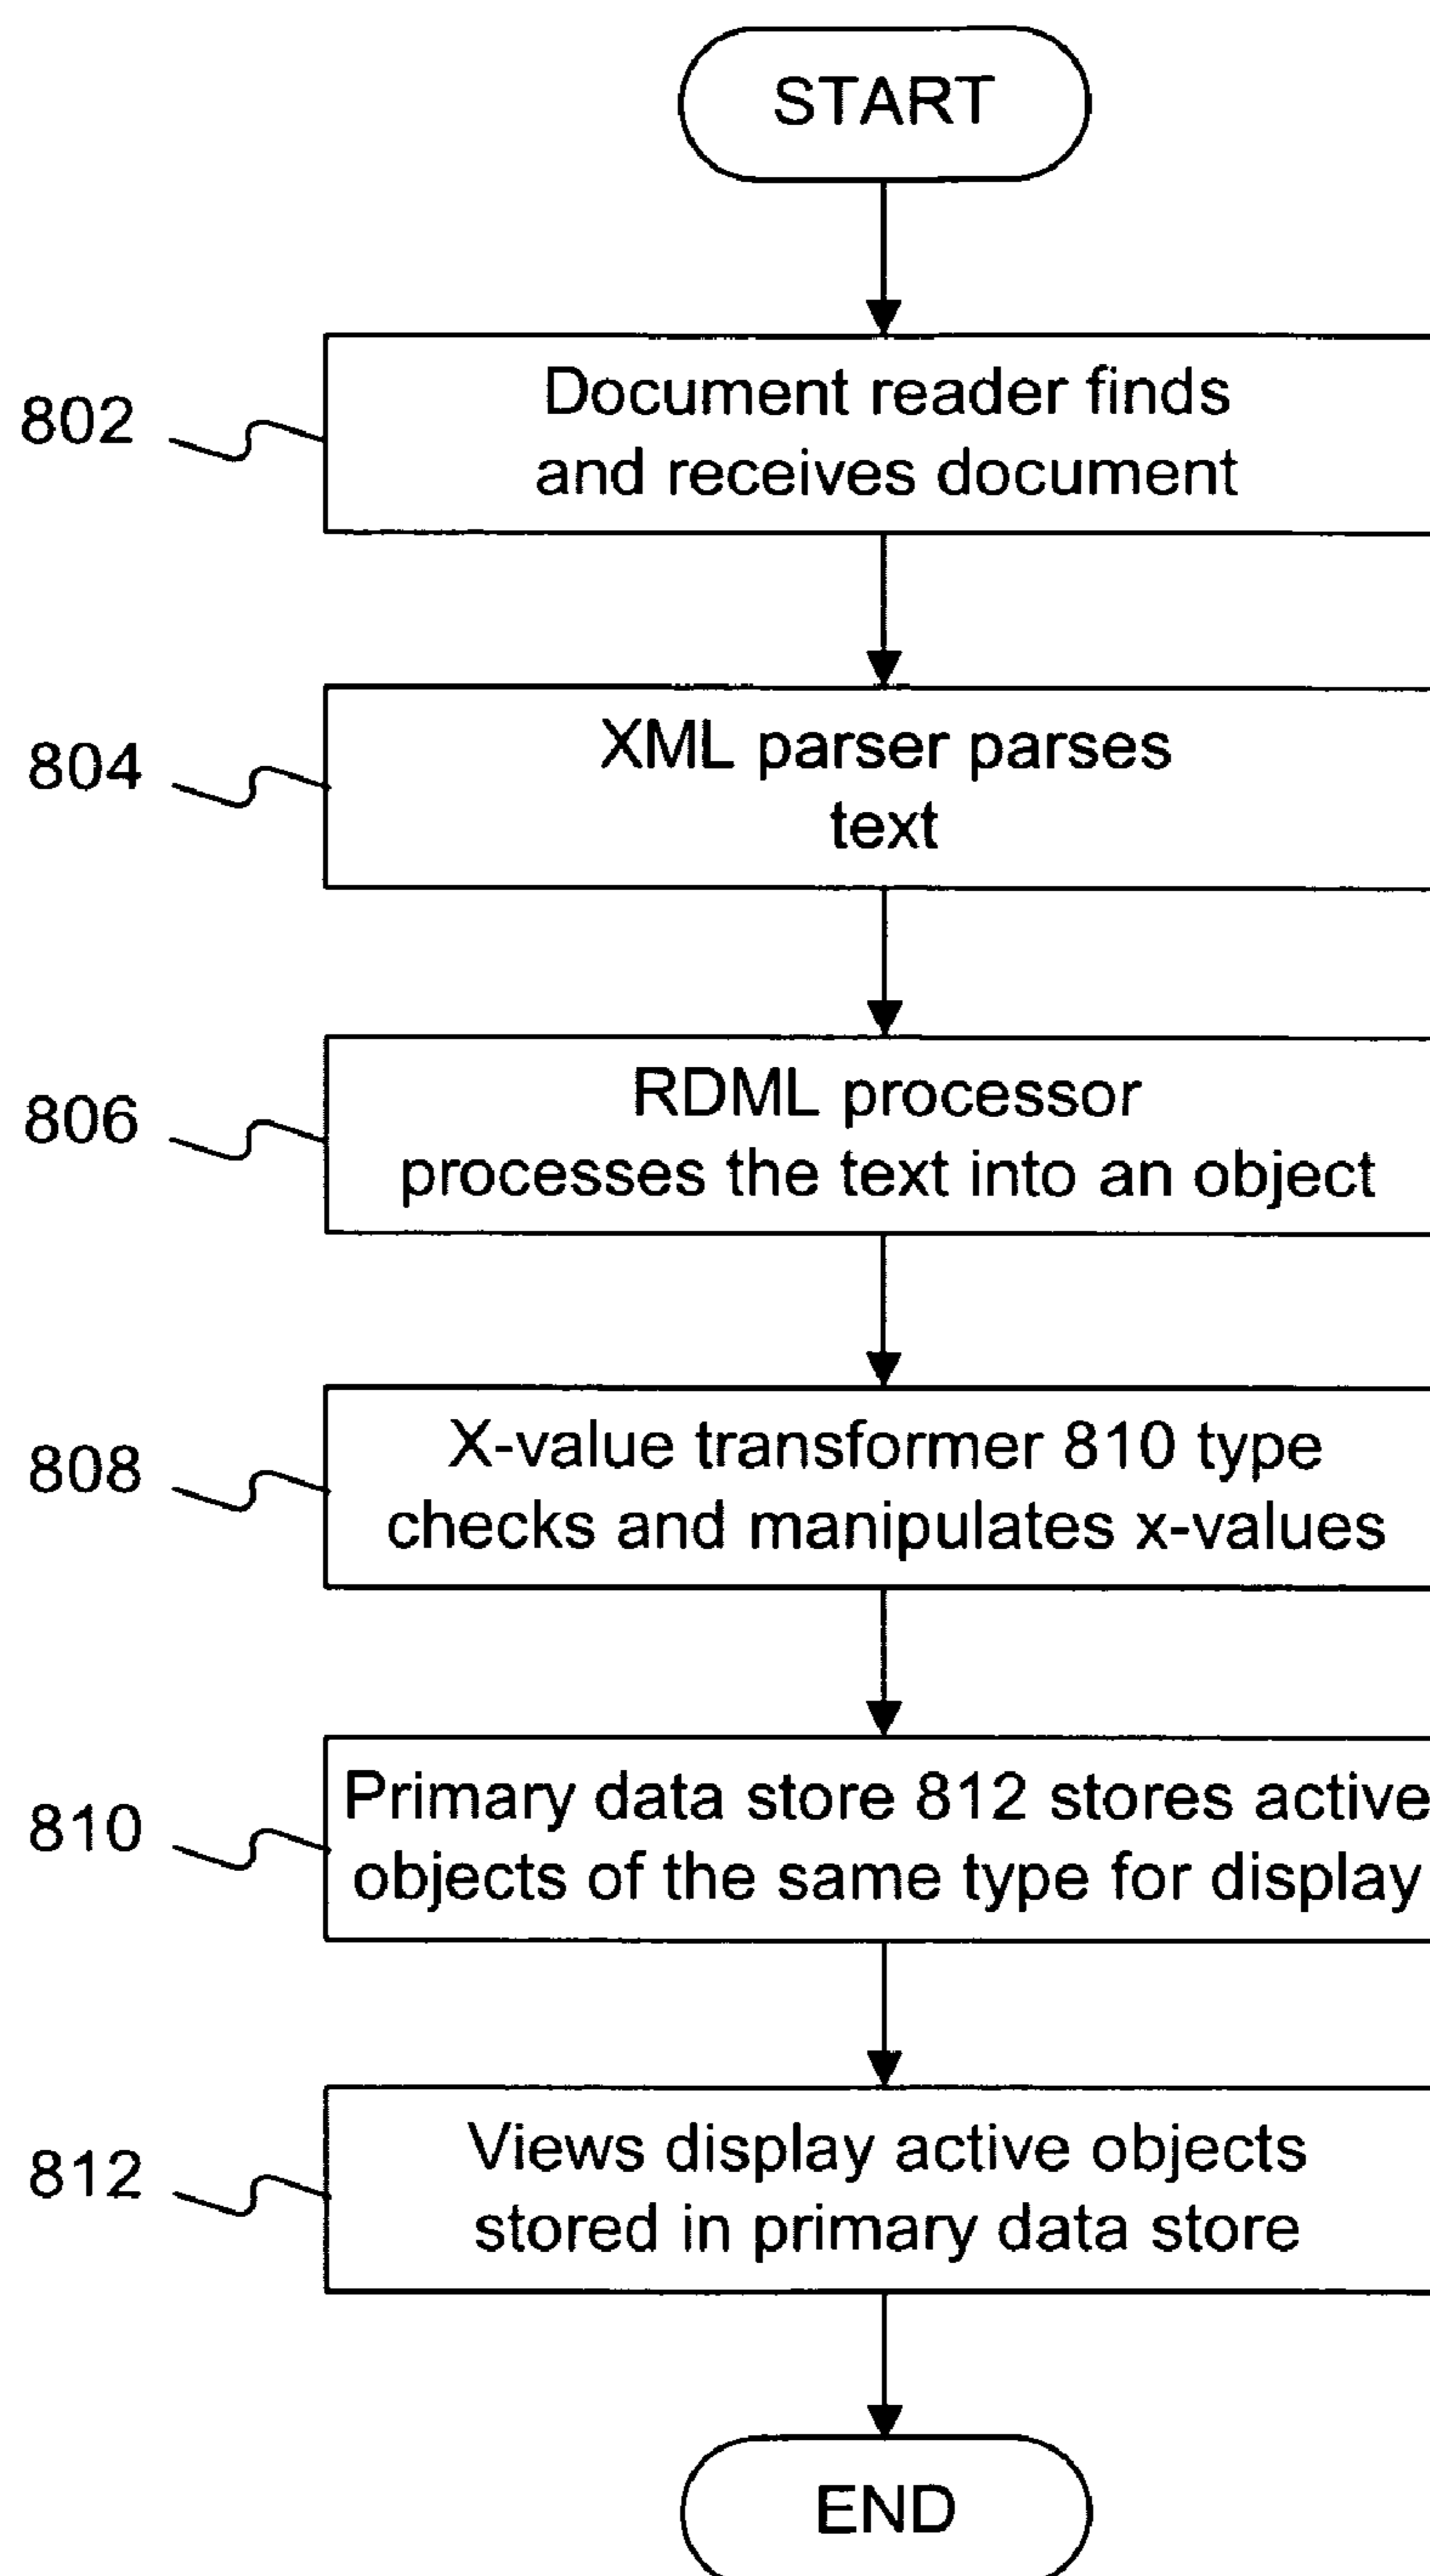 START
802
Document reader finds
and receives document
804
XML parser parses
text
806
RDML processor
processes the text into an object
808
X-value transformer 810 type
checks and manipulates x-values
810
Primary data store 812 stores active
objects of the same type for display
812
Views display active objects
stored in primary data store
END